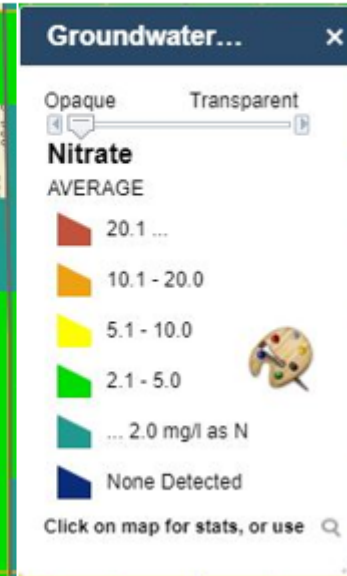 Groundwater... ×
Opaque Transparent
Nitrate
AVERAGE
20.1 ...
10.1 - 20.0
5.1 - 10.0
2.1 - 5.0
... 2.0 mg/l as N
None Detected
Click on map for stats, or use